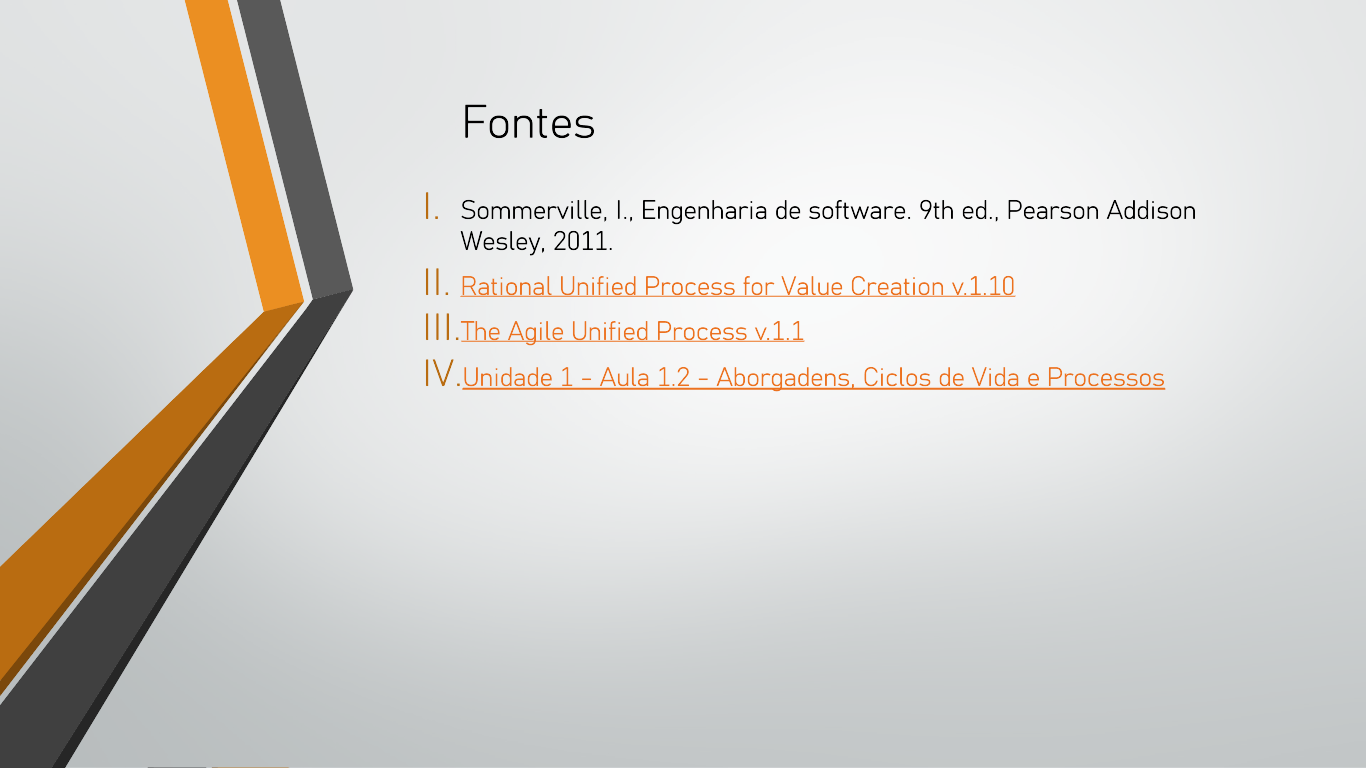 Fontes
I. Sommerville, I., Engenharia de software. 9th ed., Pearson Addison
Wesley, 2011.
II. Rational Unified Process for Value Creation v.1.10
III. The Agile Unified Process v.1.1
IV. Unidade 1 – Aula 1.2 – Aborgadens, Ciclos de Vida e Processos